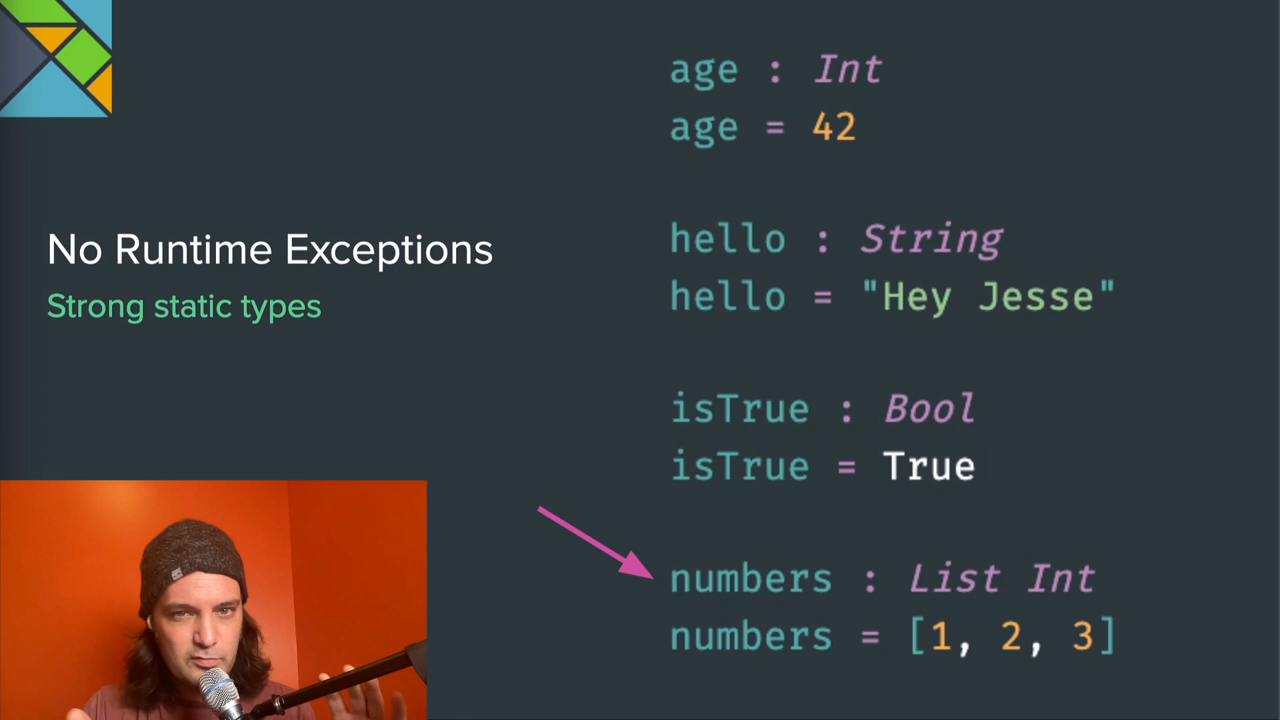 No Runtime Exceptions
Strong static types
age : Int
age = 42
hello : String
hello = "Hey Jesse"
isTrue : Bool
isTrue = True
numbers : List Int
numbers = [1, 2, 3]